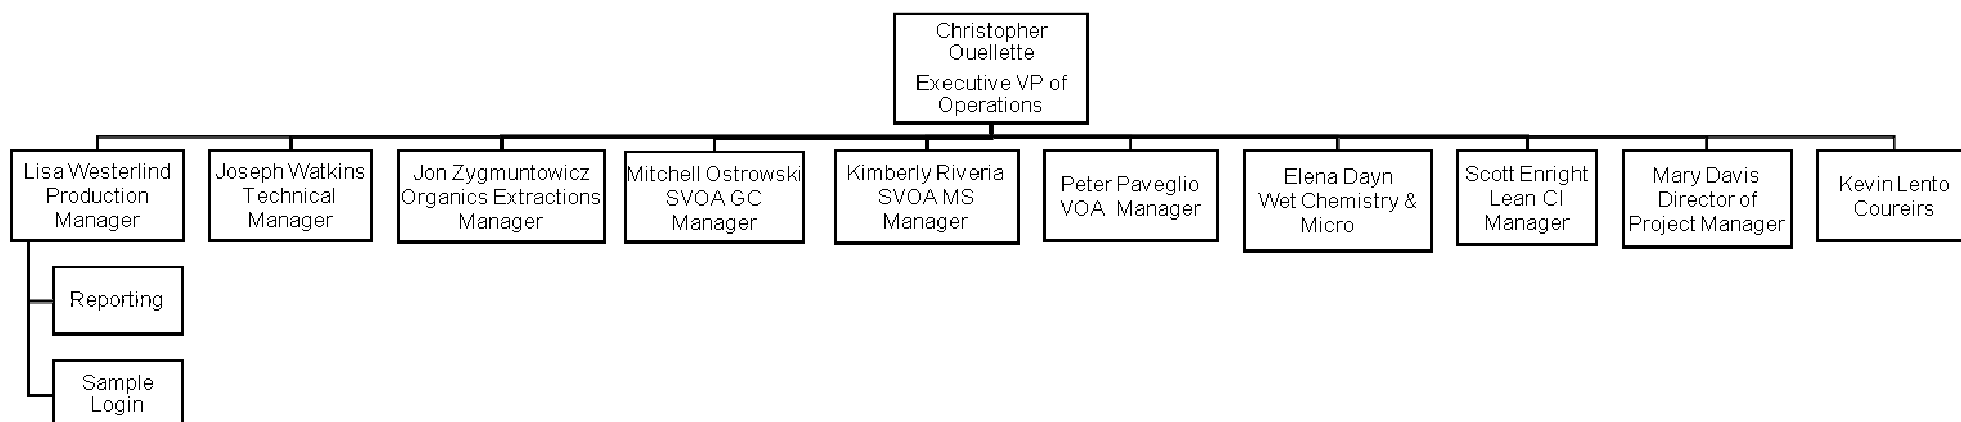 Christopher
Ouellette
Executive VP of
Operations
Lisa Westerlind
Production
Manager
Joseph Watkins
Technical
Manager
Jon Zygmuntowicz
Organics Extractions
Manager
Mitchell Ostrowski
SVOA GC
Manager
Kimberly Riveria
SVOA MS
Manager
Peter Paveglio
VOA Manager
Elena Dayn
Wet Chemistry &
Micro
Scott Enright
Lean CI
Manager
Mary Davis
Director of
Project Manager
Kevin Lento
Coureirs
Reporting
Sample
Login